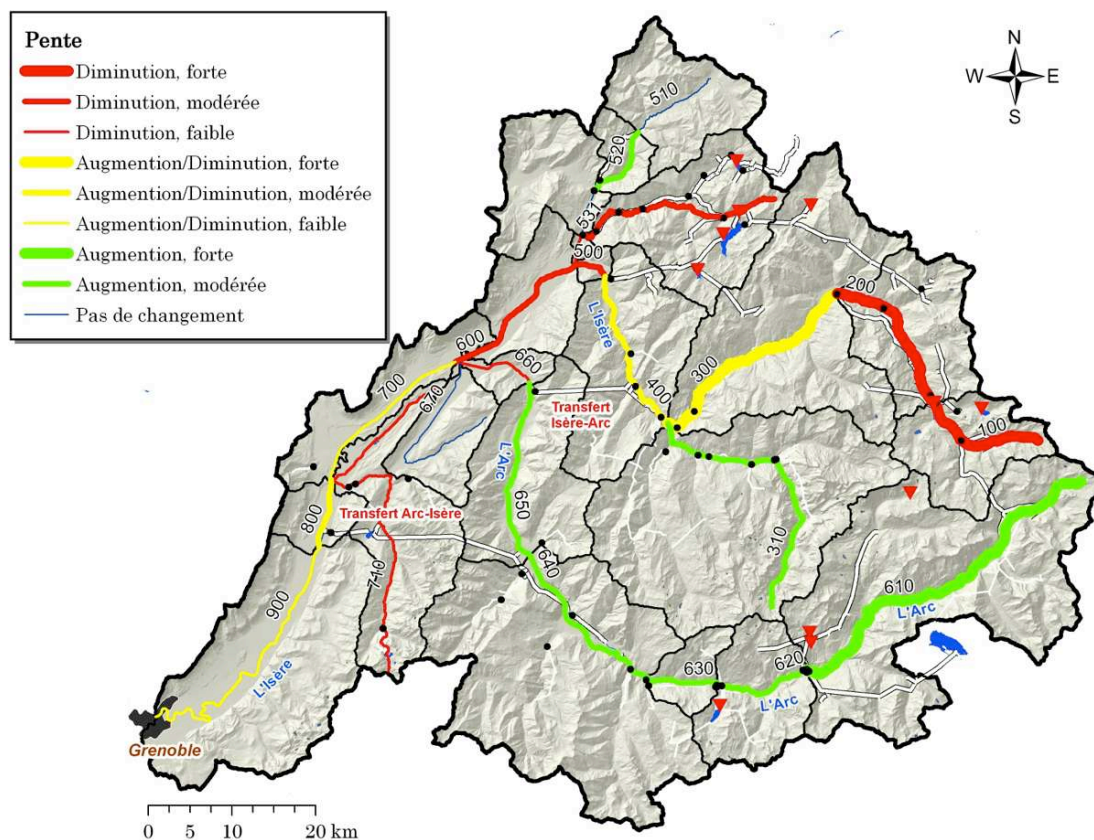 Pente
Diminution, forte
Diminution, modérée
Diminution, faible
Augmention/Diminution, forte
Augmention/Diminution, modérée
Augmention/Diminution, faible
Augmention, forte
Augmention, modérée
Pas de changement
N
W E
S
510
520
537
500
200
L'Isère
600
660
300
700
400
670
100
Transfert
Isère-Arc
L'Arc
650
Transfert Arc-Isère
800
310
640
710
610
L'Arc
900
630
620
L'Isère
L'Arc
Grenoble
0 5 10 20 km